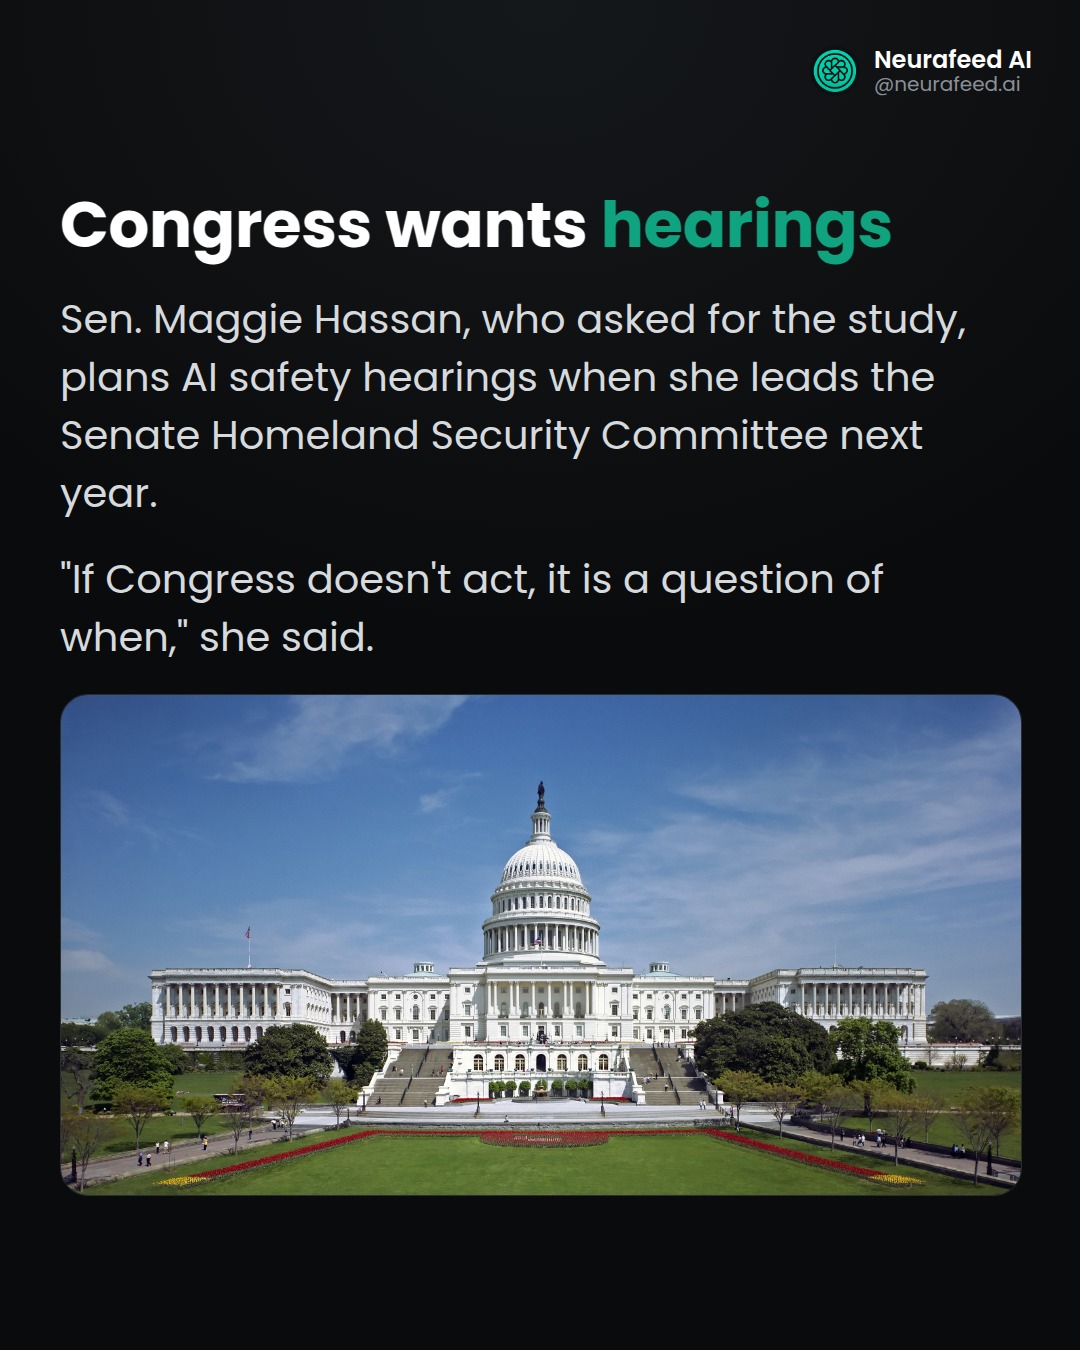 Neurafeed AI
@neurafeed.ai
Congress wants hearings
Sen. Maggie Hassan, who asked for the study,
plans AI safety hearings when she leads the
Senate Homeland Security Committee next
year.
"If Congress doesn't act, it is a question of
when," she said.